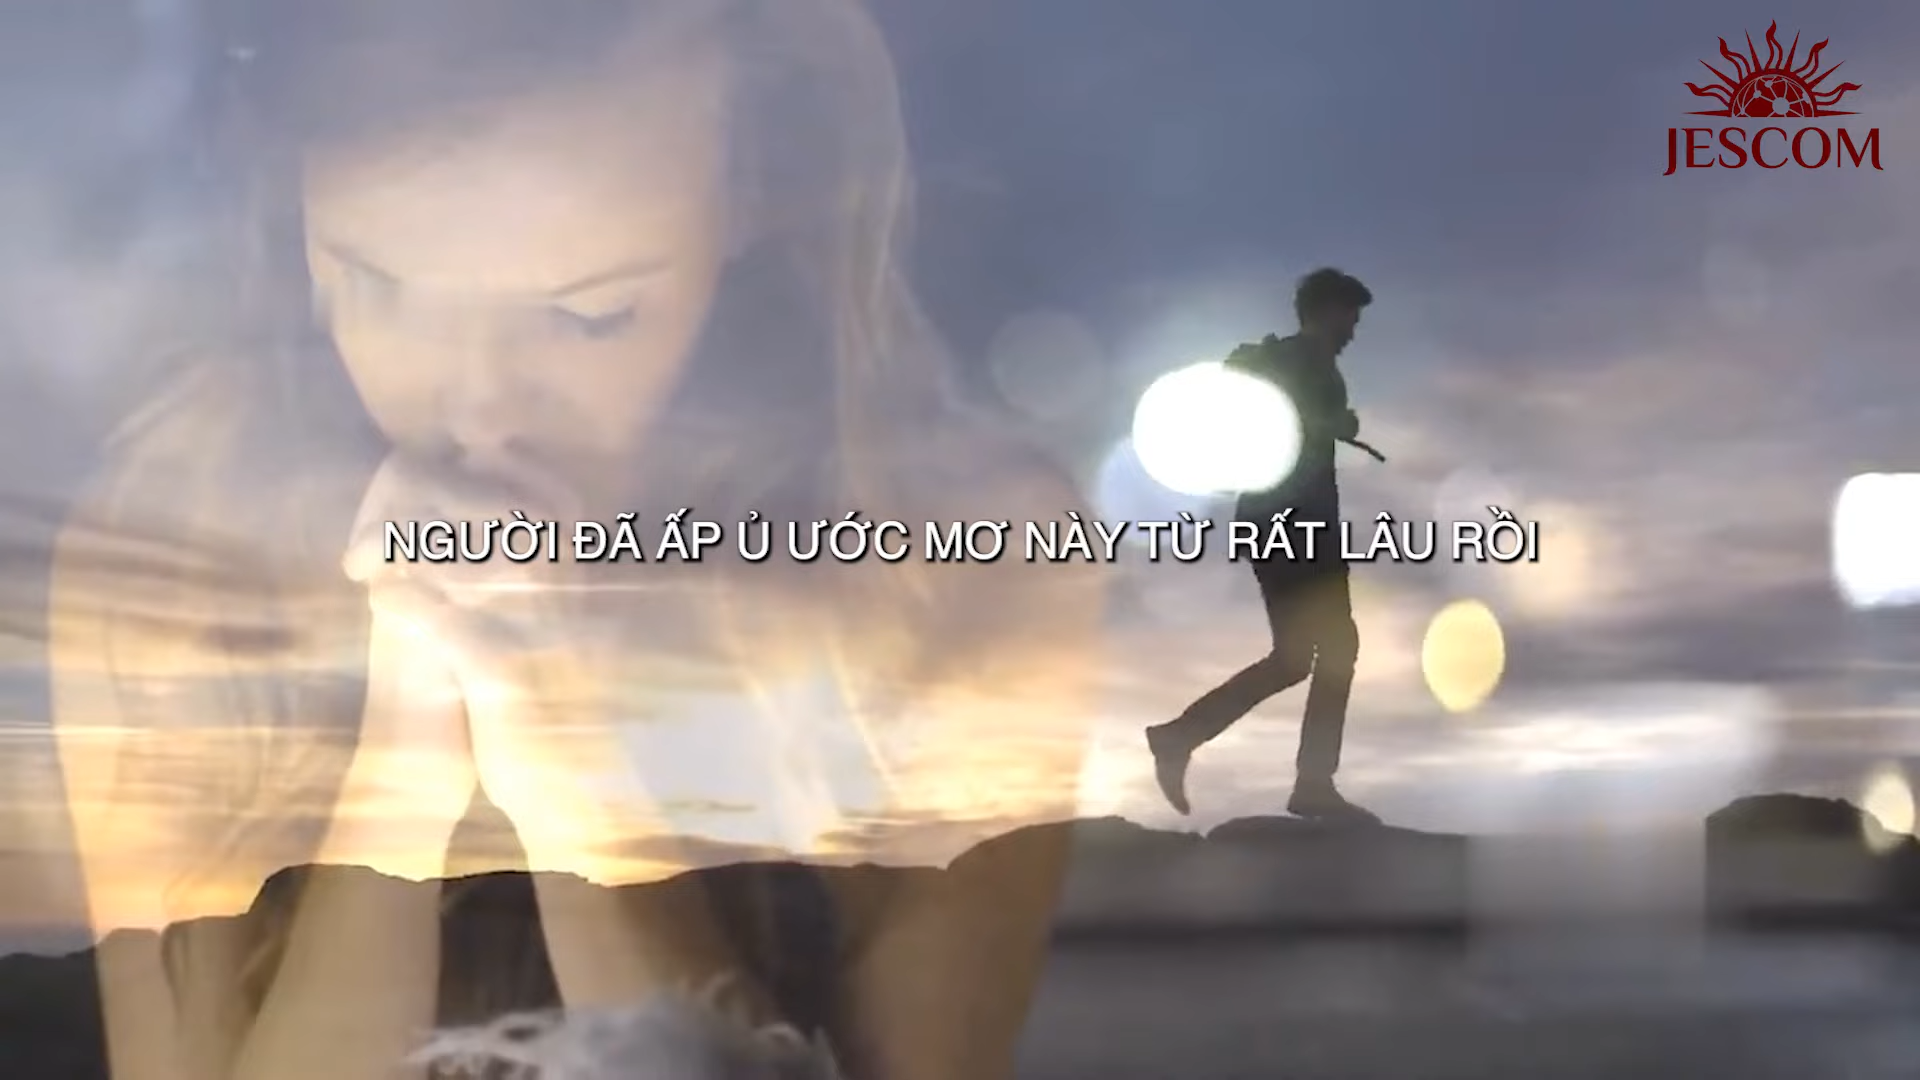 JESCOM
NGƯỜI ĐÃ ẤP Ủ ƯỚC MƠ NÀY TỪ RẤT LÂU RỒI